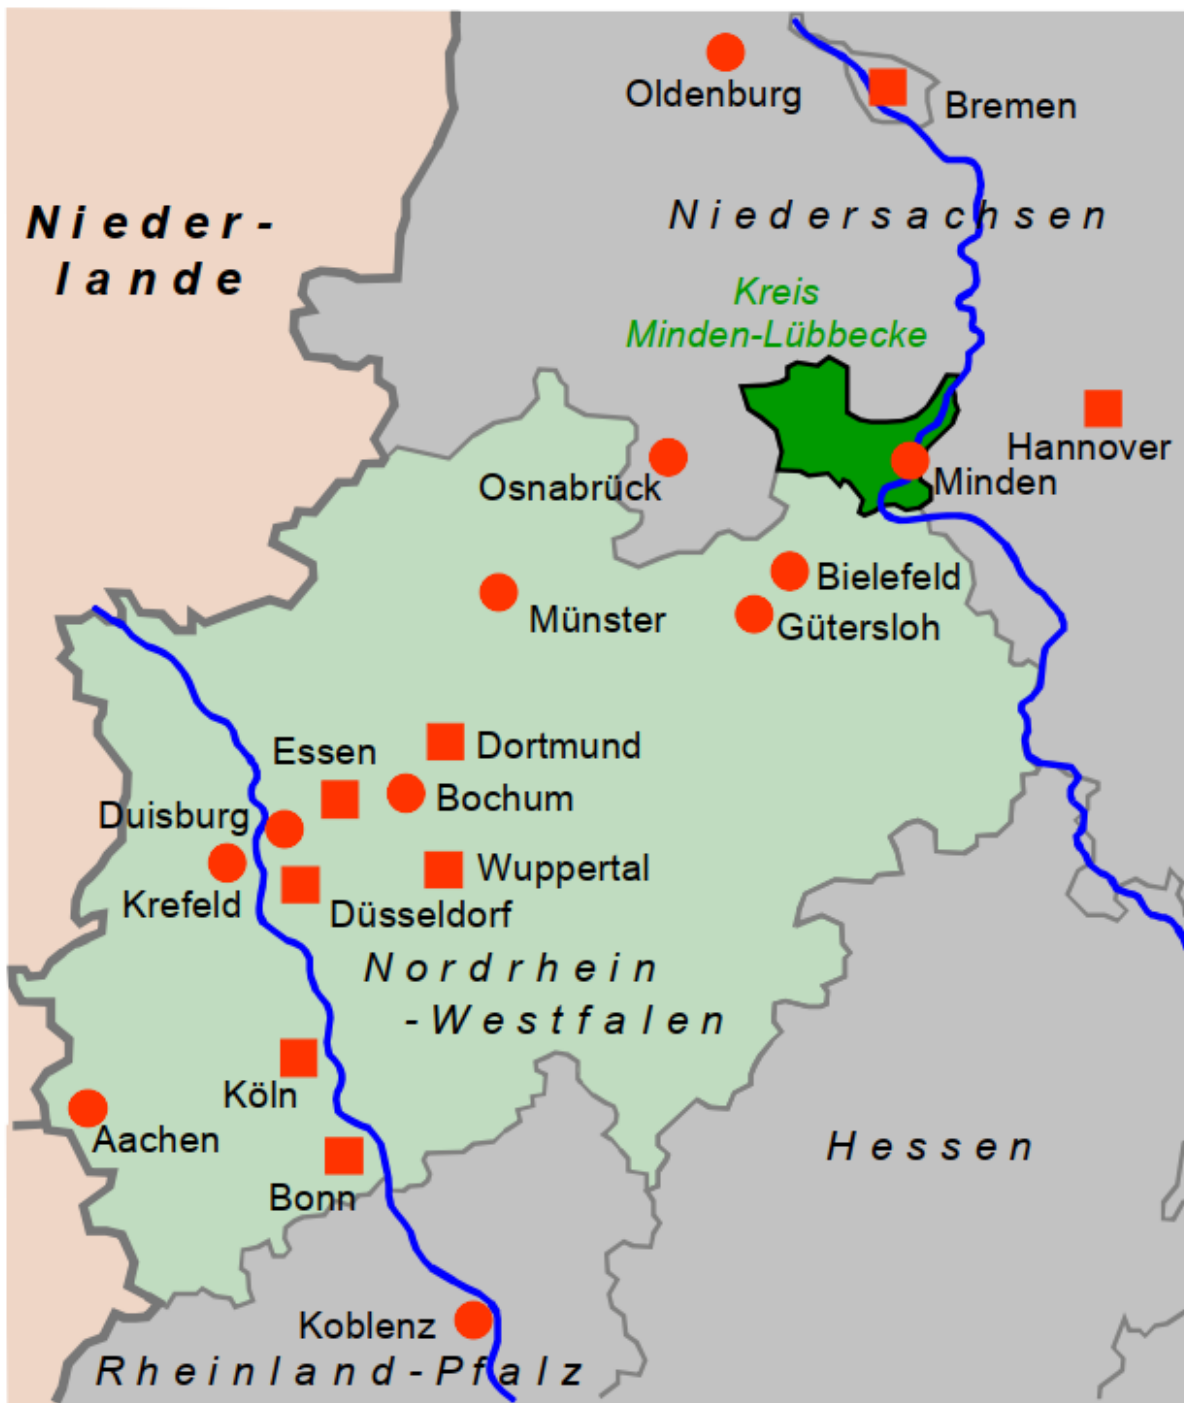 Oldenburg
Bremen
Nieder-
lande
Niedersachsen
Kreis
Minden-Lübbecke
Hannover
Osnabrück
Minden
Bielefeld
Münster
Gütersloh
Essen
Dortmund
Duisburg
Bochum
Wuppertal
Krefeld
Düsseldorf
Nordrhein
-Westfalen
Köln
Aachen
Hessen
Bonn
Koblenz
Rheinland-Pfalz